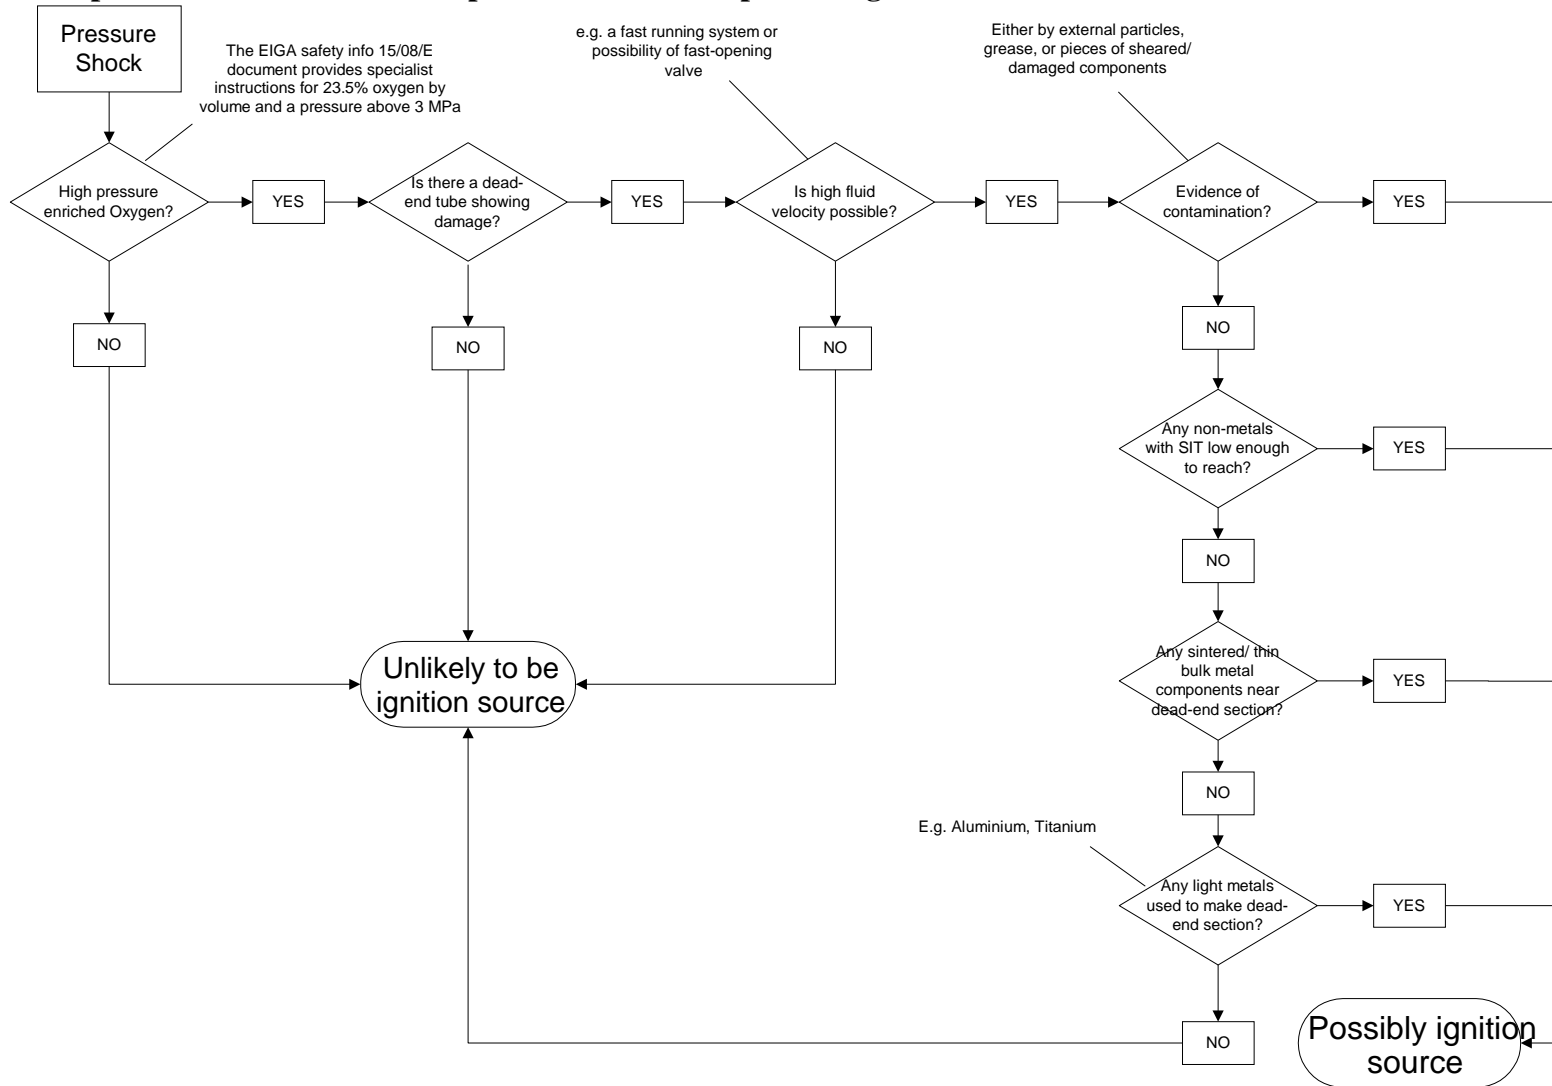 Pressure
Shock
The EIGA safety info 15/08/E
document provides specialist
instructions for 23.5% oxygen by
volume and a pressure above 3 MPa
e.g. a fast running system or
possibility of fast-opening
valve
Either by external particles,
grease, or pieces of sheared/
damaged components
High pressure
enriched Oxygen?
YES
Is there a dead-
end tube showing
damage?
YES
Is high fluid
velocity possible?
YES
Evidence of
contamination?
YES
NO
NO
NO
NO
Any non-metals
with SIT low enough
to reach?
YES
NO
Any sintered/ thin
bulk metal
components near
dead-end section?
YES
Unlikely to be
ignition source
NO
E.g. Aluminium, Titanium
Any light metals
used to make dead-
end section?
YES
NO
Possibly ignition
source